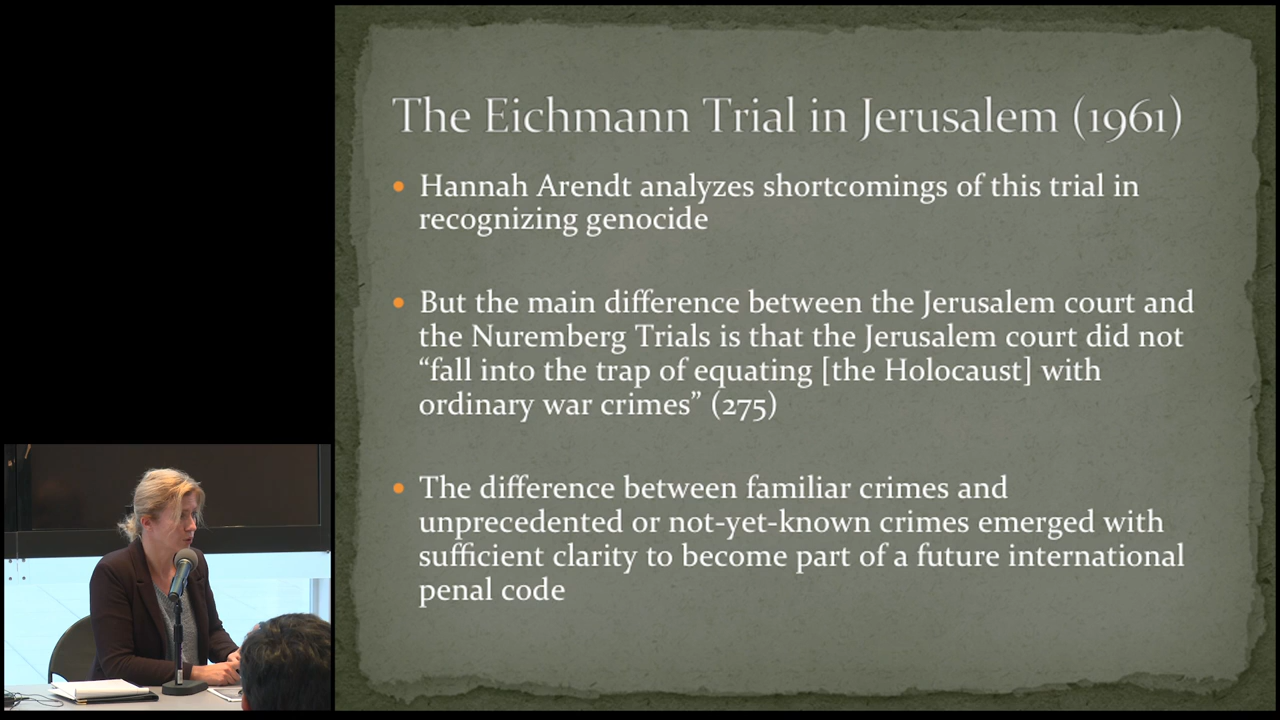 The Eichmann Trial in Jerusalem (1961)
• Hannah Arendt analyzes shortcomings of this trial in
recognizing genocide
• But the main difference between the Jerusalem court and
the Nuremberg Trials is that the Jerusalem court did not
“fall into the trap of equating [the Holocaust] with
ordinary war crimes” (275)
• The difference between familiar crimes and
unprecedented or not-yet-known crimes emerged with
sufficient clarity to become part of a future international
penal code